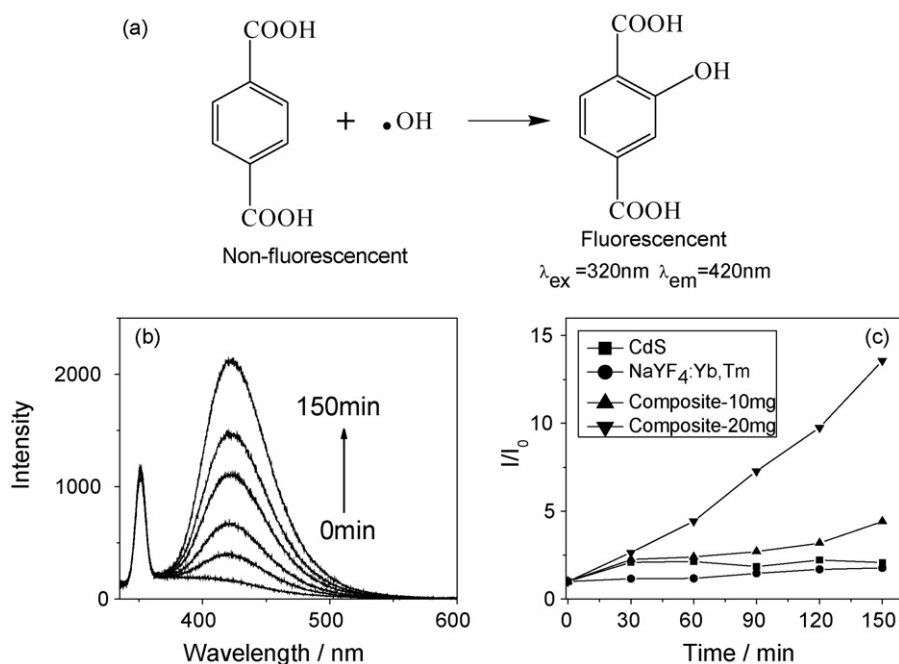 (a)
COOH
COOH
+ •OH
Non-fluorescencent
COOH
OH
COOH
Fluorescencent
λex =320nm λem=420nm
(b)
2000
1000
0
Intensity
150min
0min
400 500 600
Wavelength / nm
(c)
CdS
NaYF4:Yb,Tm
Composite-10mg
Composite-20mg
15
10
5
0
I/I0
0 30 60 90 120 150
Time / min